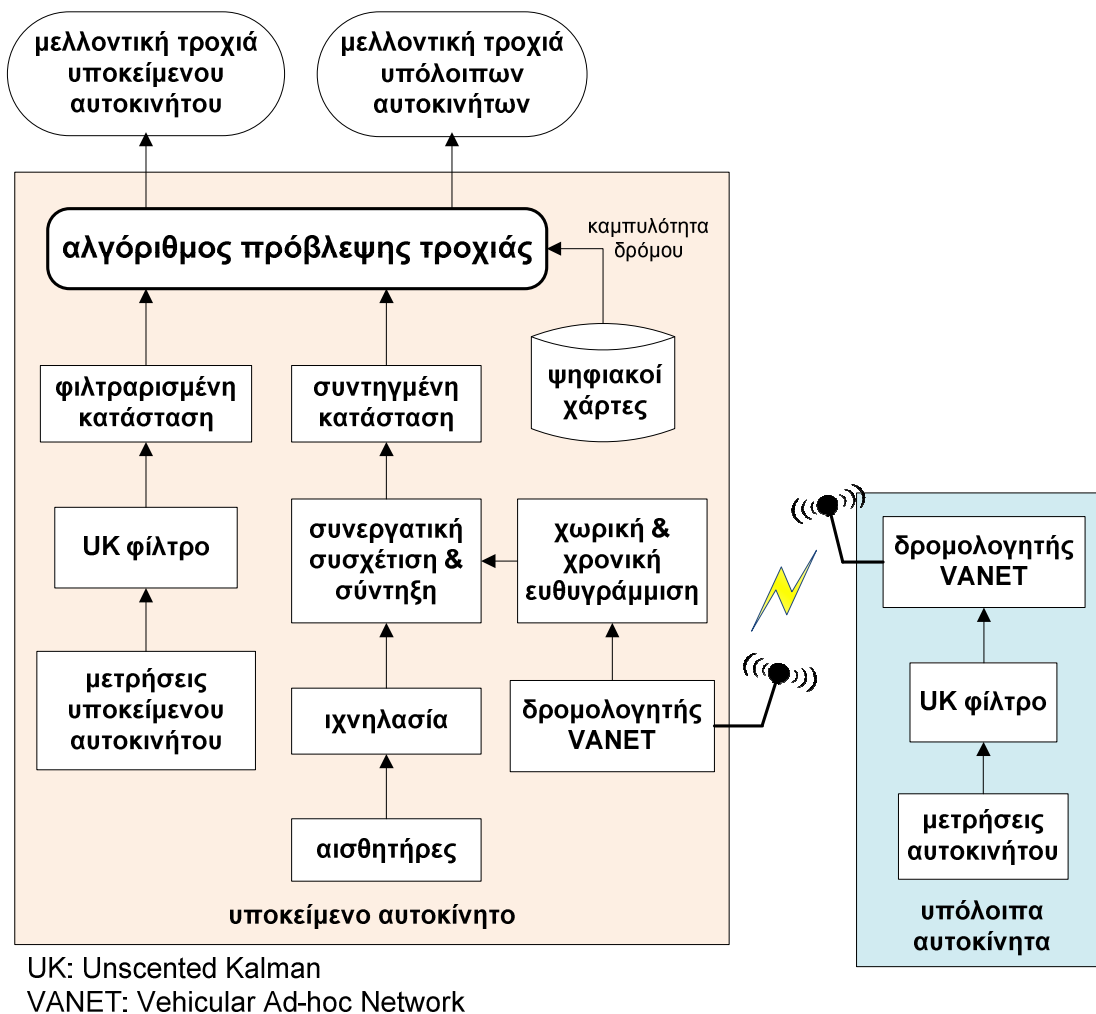 μελλοντική τροχιά
υποκείμενου
αυτοκινήτου
μελλοντική τροχιά
υπόλοιπων
αυτοκινήτων
αλγόριθμος πρόβλεψης τροχιάς
καμπυλότητα
δρόμου
φιλτραρισμένη
κατάσταση
συντηγμένη
κατάσταση
ψηφιακοί
χάρτες
UK φίλτρο
συνεργατική
συσχέτιση &
σύντηξη
χωρική &
χρονική
ευθυγράμμιση
μετρήσεις
υποκείμενου
αυτοκινήτου
ιχνηλασία
δρομολογητής
VANET
αισθητήρες
υποκείμενο αυτοκίνητο
δρομολογητής
VANET
UK φίλτρο
μετρήσεις
αυτοκινήτου
υπόλοιπα
αυτοκίνητα
UK: Unscented Kalman
VANET: Vehicular Ad-hoc Network